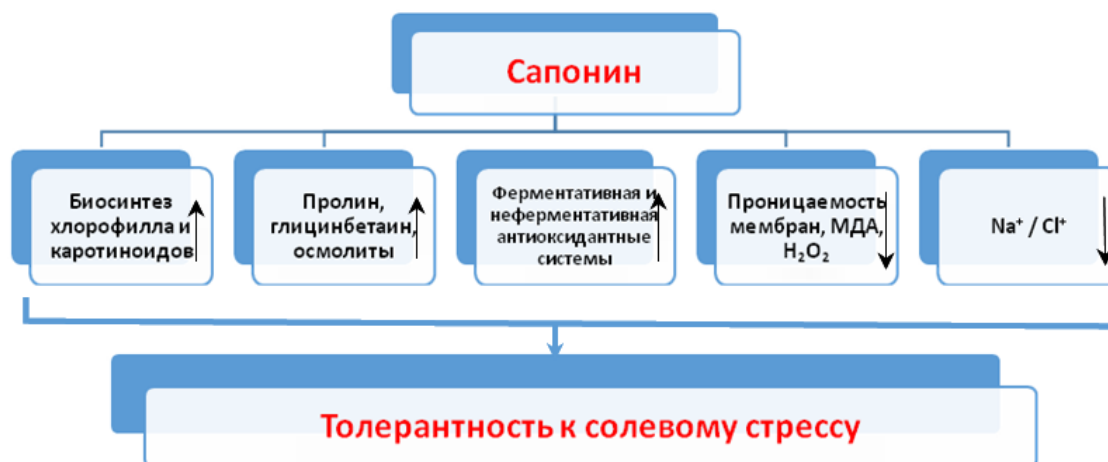 Сапонин
Биосинтез
хлорофилла и
каротиноидов
Пролин,
глицинбетаин,
осмолиты
Ферментативная и
неферментативная
антиоксидантные
системы
Проницаемость
мембран, МДА,
H₂O₂
Na⁺ / Cl⁺
Толерантность к солевому стрессу